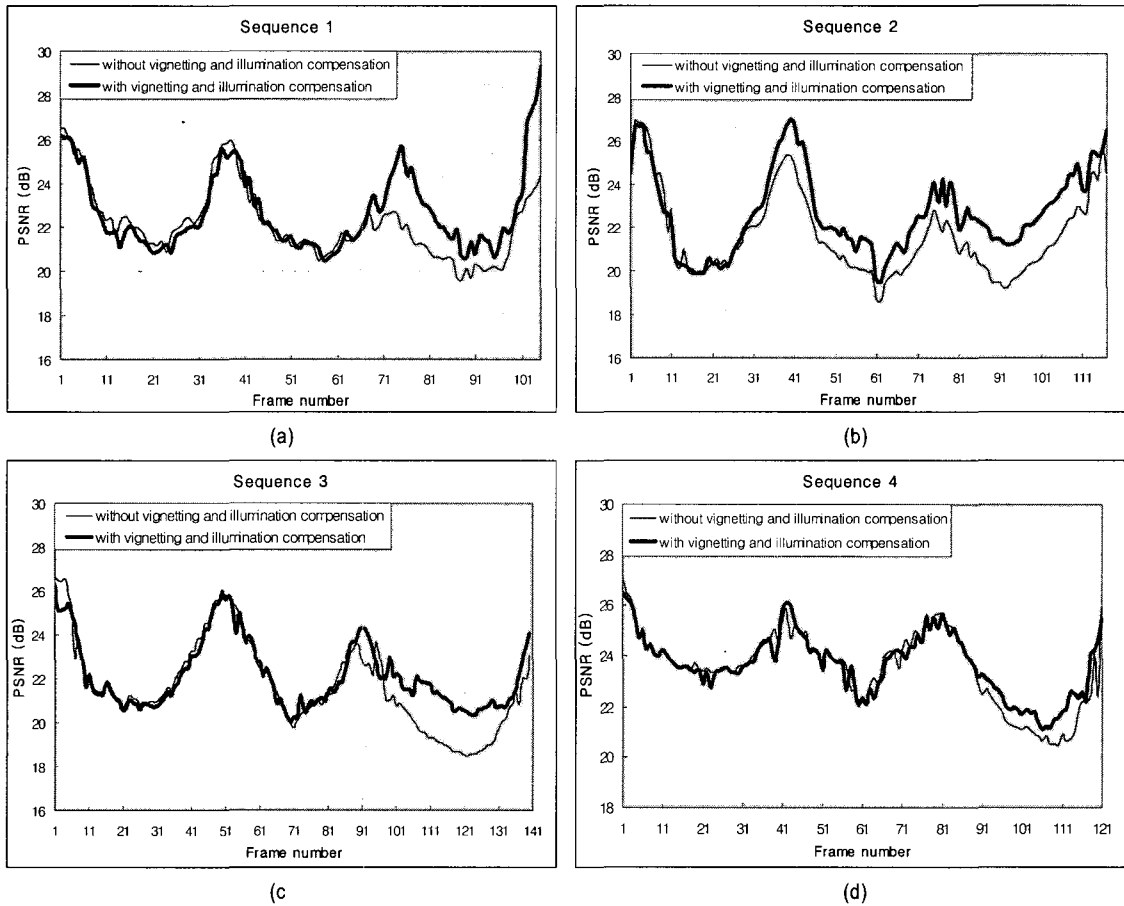 Sequence 1
30
28
26
24
22
20
18
16
PSNR (dB)
without vignetting and illumination compensation
with vignetting and illumination compensation
1 11 21 31 41 51 61 71 81 91 101
Frame number
(a)
Sequence 2
30
28
26
24
22
20
18
16
PSNR (dB)
without vignetting and illumination compensation
with vignetting and illumination compensation
1 11 21 31 41 51 61 71 81 91 101 111
Frame number
(b)
Sequence 3
30
28
26
24
22
20
18
16
PSNR (dB)
without vignetting and illumination compensation
with vignetting and illumination compensation
1 11 21 31 41 51 61 71 81 91 101 111 121 131 141
Frame number
(c
Sequence 4
30
28
26
24
22
20
18
PSNR (dB)
without vignetting and illumination compensation
with vignetting and illumination compensation
1 11 21 31 41 51 61 71 81 91 101 111 121
Frame number
(d)